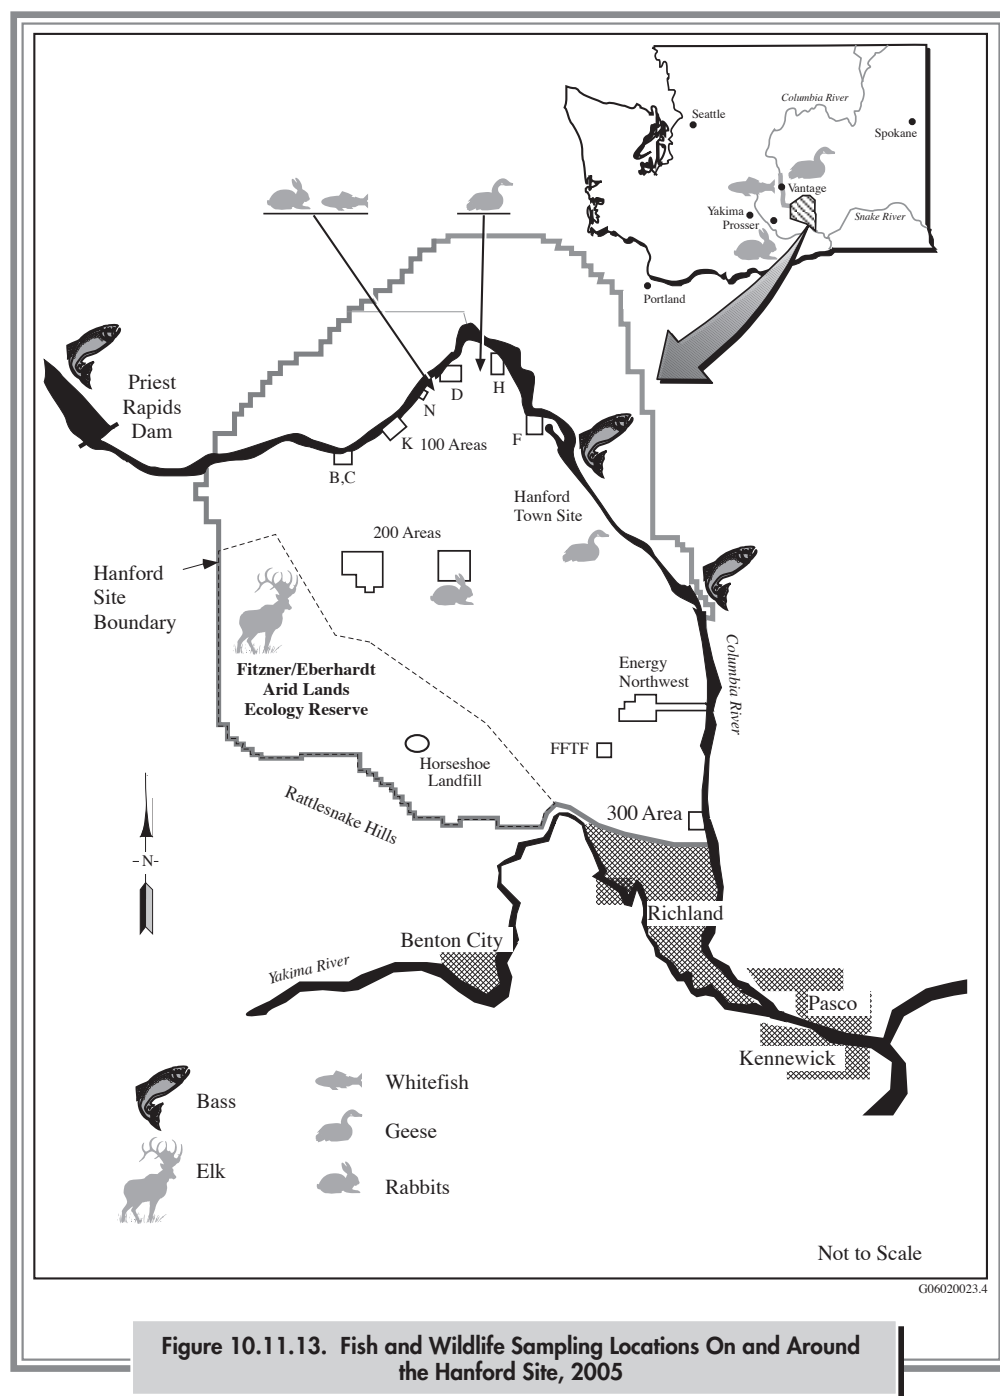 Columbia River
Seattle
Spokane
Vantage
Yakima
Prosser
Snake River
Portland
Priest
Rapids
Dam
H
D
N
K 100 Areas
F
B,C
Hanford
Town Site
200 Areas
Hanford
Site
Boundary
Fitzner/Eberhardt
Arid Lands
Ecology Reserve
Energy
Northwest
Columbia River
FFTF
Horseshoe
Landfill
Rattlesnake Hills
300 Area
-N-
Richland
Benton City
Yakima River
Pasco
Kennewick
Bass
Whitefish
Geese
Elk
Rabbits
Not to Scale
G06020023.4
Figure 10.11.13. Fish and Wildlife Sampling Locations On and Around
the Hanford Site, 2005